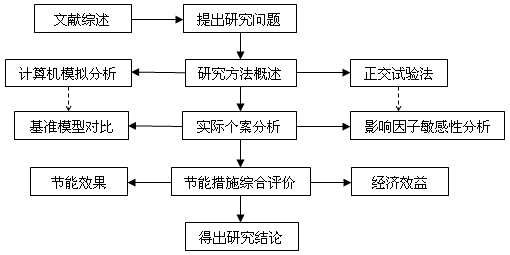 文献综述
提出研究问题
计算机模拟分析
研究方法概述
正交试验法
基准模型对比
实际个案分析
影响因子敏感性分析
节能效果
节能措施综合评价
经济效益
得出研究结论